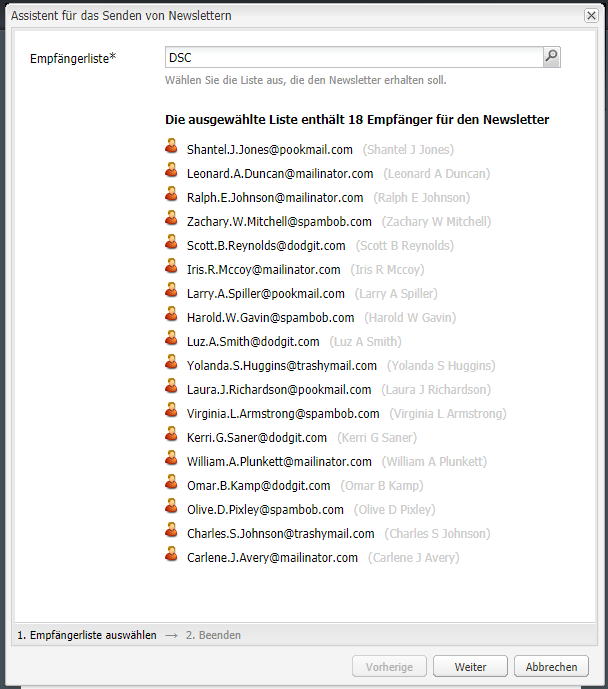 Assistent für das Senden von Newslettern
Empfängerliste*
DSC
Wählen Sie die Liste aus, die den Newsletter erhalten soll.
Die ausgewählte Liste enthält 18 Empfänger für den Newsletter
Shantel.J.Jones@pookmail.com (Shantel J Jones)
Leonard.A.Duncan@mailinator.com (Leonard A Duncan)
Ralph.E.Johnson@mailinator.com (Ralph E Johnson)
Zachary.W.Mitchell@spambob.com (Zachary W Mitchell)
Scott.B.Reynolds@dodgit.com (Scott B Reynolds)
Iris.R.Mccoy@mailinator.com (Iris R Mccoy)
Larry.A.Spiller@pookmail.com (Larry A Spiller)
Harold.W.Gavin@spambob.com (Harold W Gavin)
Luz.A.Smith@dodgit.com (Luz A Smith)
Yolanda.S.Huggins@trashymail.com (Yolanda S Huggins)
Laura.J.Richardson@pookmail.com (Laura J Richardson)
Virginia.L.Armstrong@spambob.com (Virginia L Armstrong)
Kerri.G.Saner@dodgit.com (Kerri G Saner)
William.A.Plunkett@mailinator.com (William A Plunkett)
Omar.B.Kamp@dodgit.com (Omar B Kamp)
Olive.D.Pixley@spambob.com (Olive D Pixley)
Charles.S.Johnson@trashymail.com (Charles S Johnson)
Carlene.J.Avery@mailinator.com (Carlene J Avery)
1. Empfängerliste auswählen → 2. Beenden
Vorherige Weiter Abbrechen